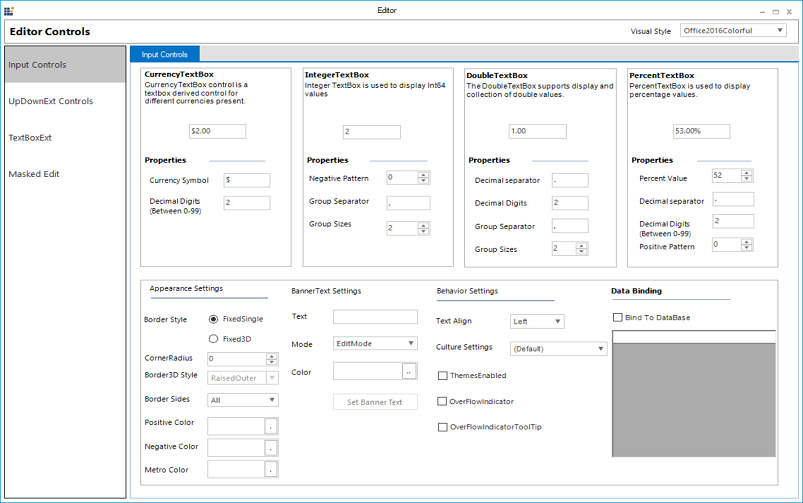 Editor
Editor Controls
Visual Style
Office2016Colorful
Input Controls
UpDownExt Controls
TextBoxExt
Masked Edit
Input Controls
CurrencyTextBox
CurrencyTextBox control is a
textbox derived control for
different currencies present.
$2.00
Properties
Currency Symbol
$
Decimal Digits
(Between 0-99)
2
IntegerTextBox
Integer TextBox is used to display Int64
values
2
Properties
Negative Pattern
0
Group Separator
,
Group Sizes
2
DoubleTextBox
The DoubleTextBox supports display and
collection of double values.
1.00
Properties
Decimal separator
.
Decimal Digits
2
Group Separator
,
Group Sizes
2
PercentTextBox
PercentTextBox is used to display
percentage values.
53.00%
Properties
Percent Value
52
Decimal separator
.
Decimal Digits
(Between 0-99)
2
Positive Pattern
0
Appearance Settings
Border Style
FixedSingle
Fixed3D
CornerRadius
0
Border3D Style
RaisedOuter
Border Sides
All
Positive Color
.
Negative Color
.
Metro Color
.
BannerText Settings
Text
Mode
EditMode
Color
..
Set Banner Text
Behavior Settings
Text Align
Left
Culture Settings
(Default)
ThemesEnabled
OverFlowIndicator
OverFlowIndicatorToolTip
Data Binding
Bind To DataBase